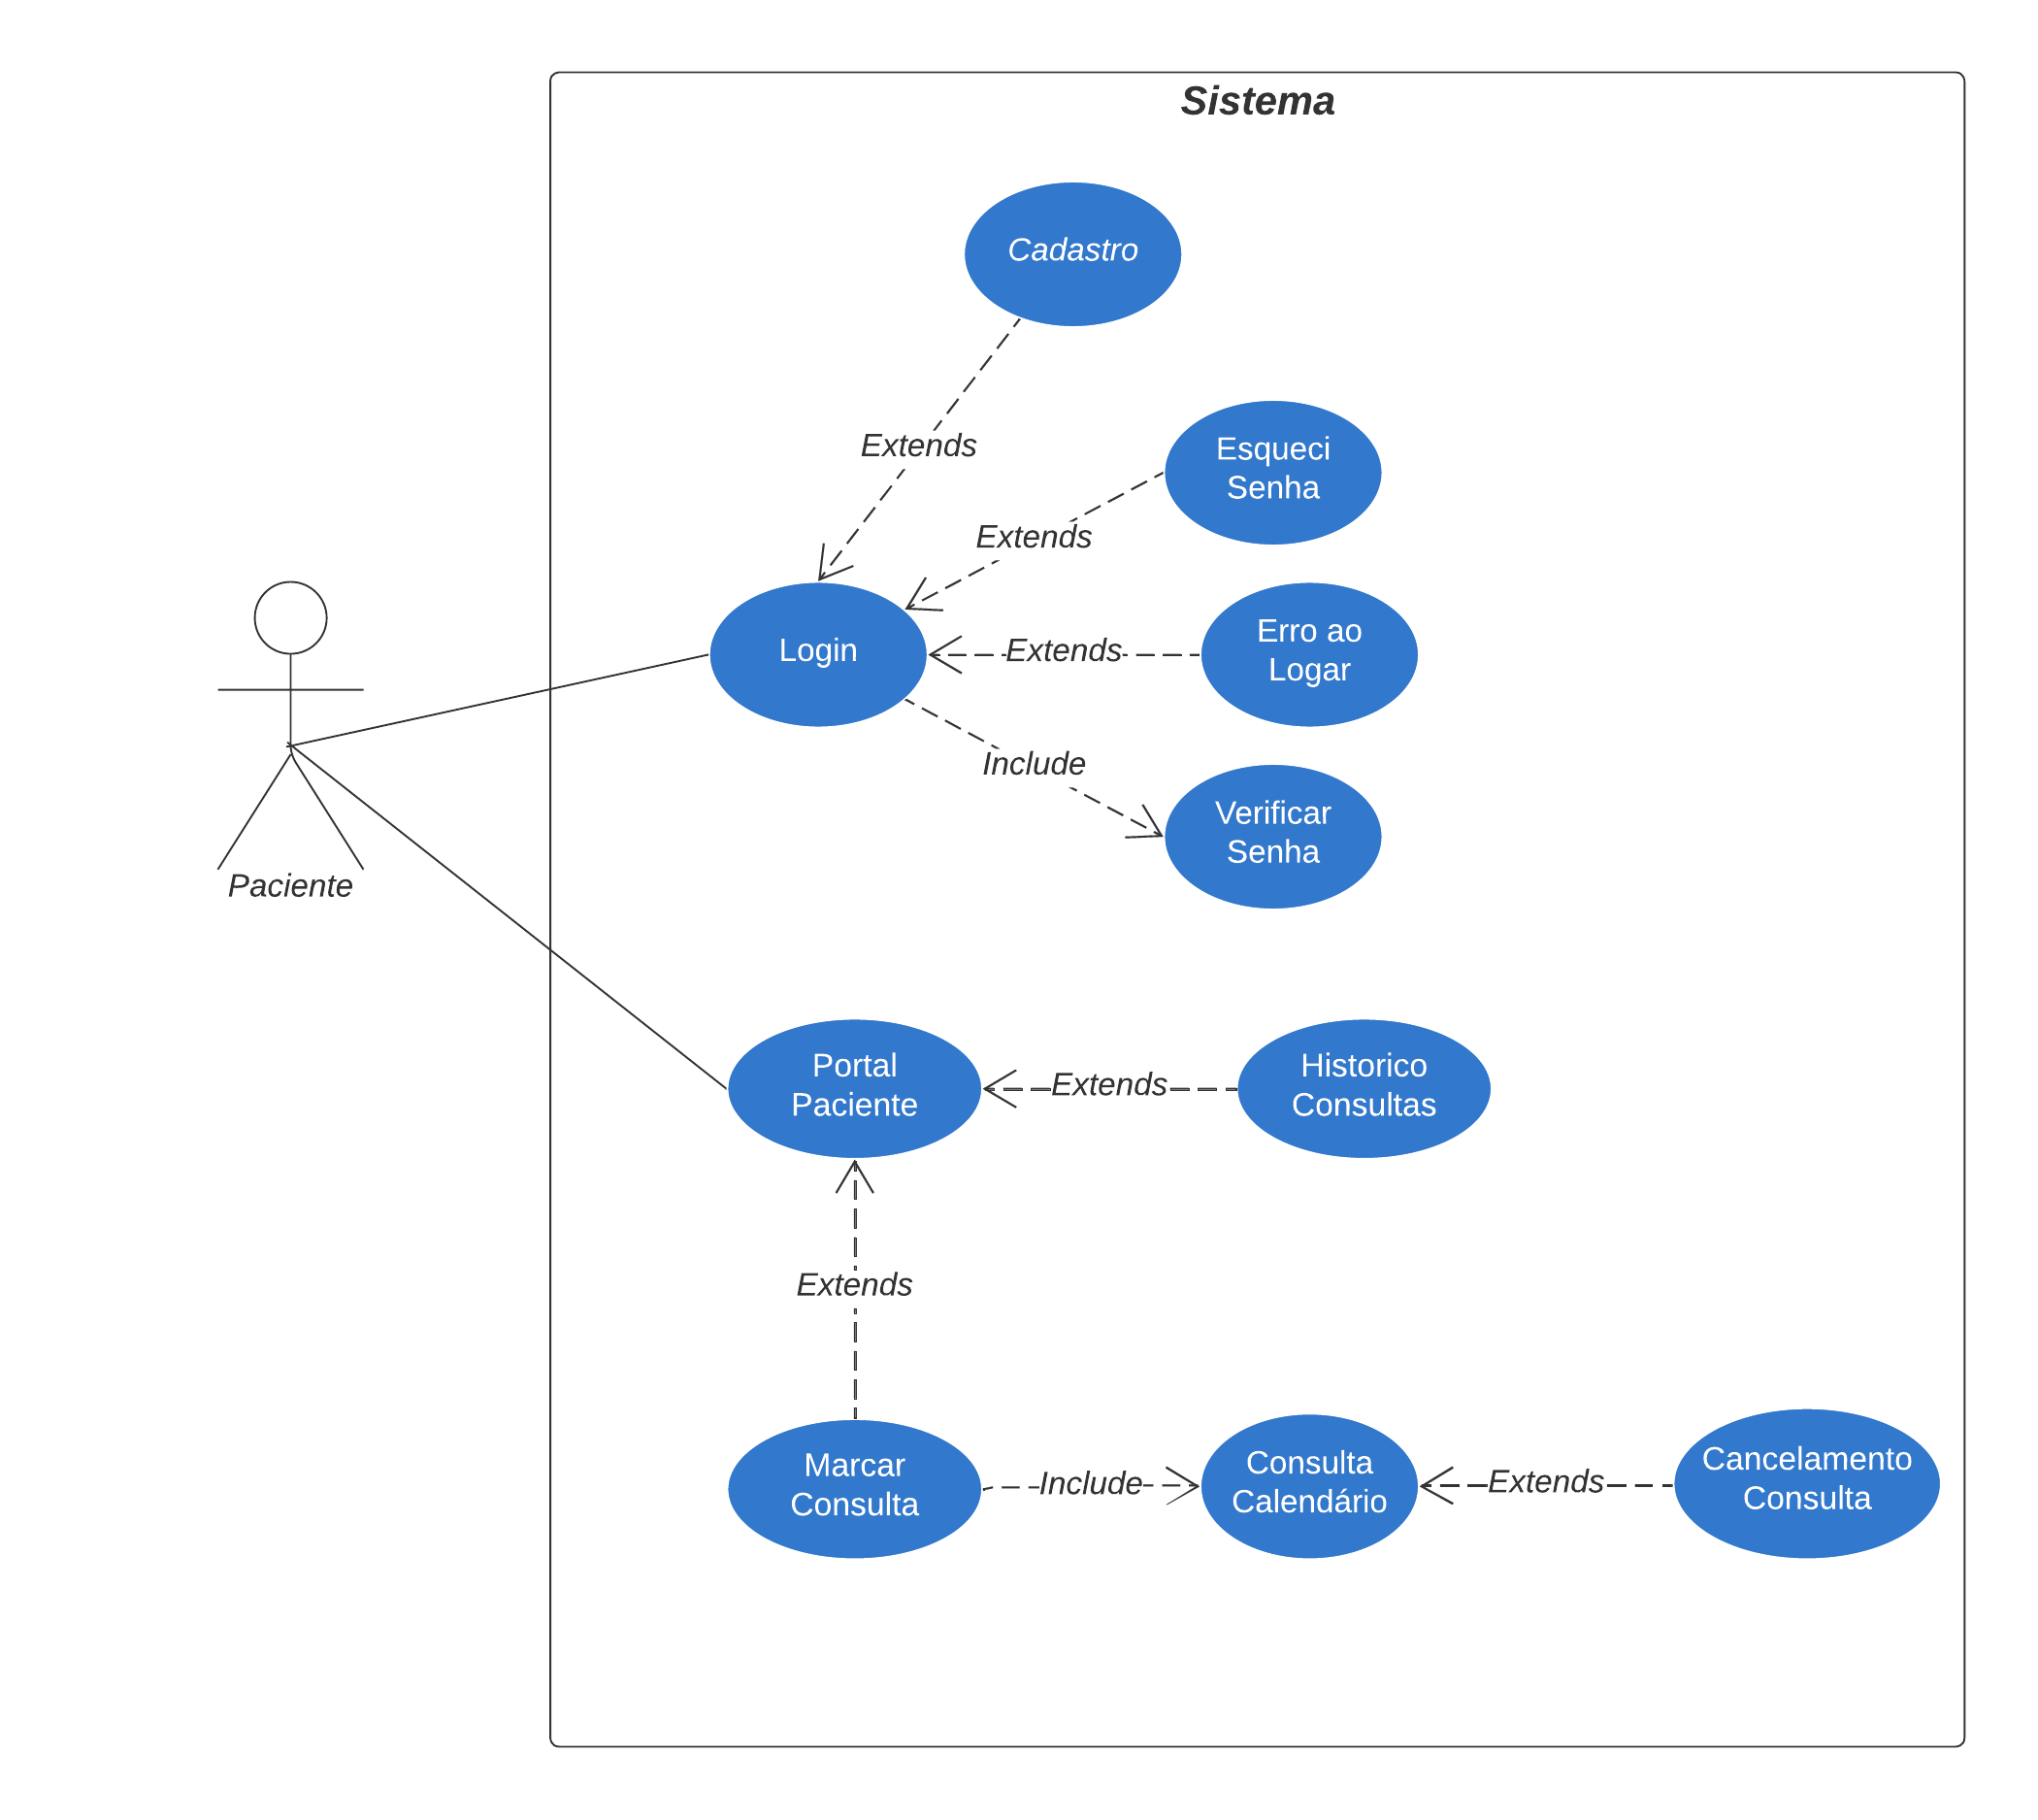 Sistema
Cadastro
Extends
Esqueci
Senha
Extends
Login
Extends
Erro ao
Logar
Include
Verificar
Senha
Paciente
Portal
Paciente
Extends
Historico
Consultas
Extends
Marcar
Consulta
Include
Consulta
Calendário
Extends
Cancelamento
Consulta